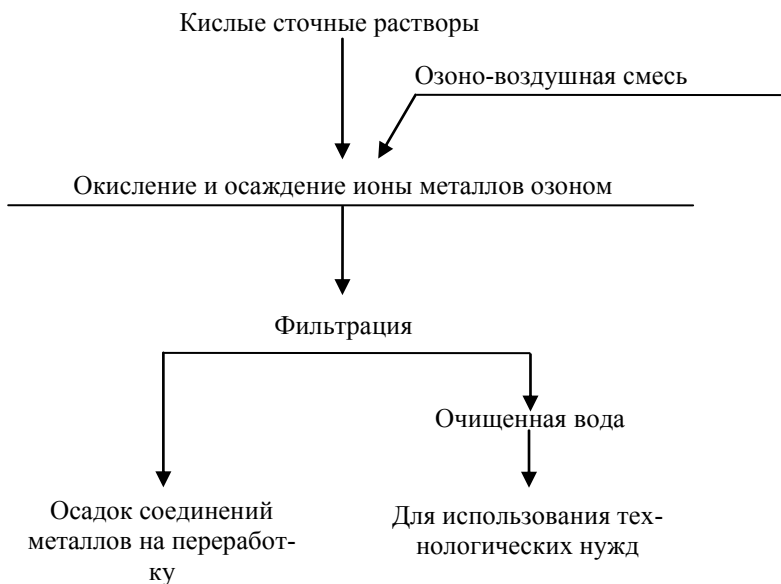 Кислые сточные растворы
Озоно-воздушная смесь
Окисление и осаждение ионы металлов озоном
Фильтрация
Очищенная вода
Осадок соединений
металлов на переработ-
ку
Для использования тех-
нологических нужд